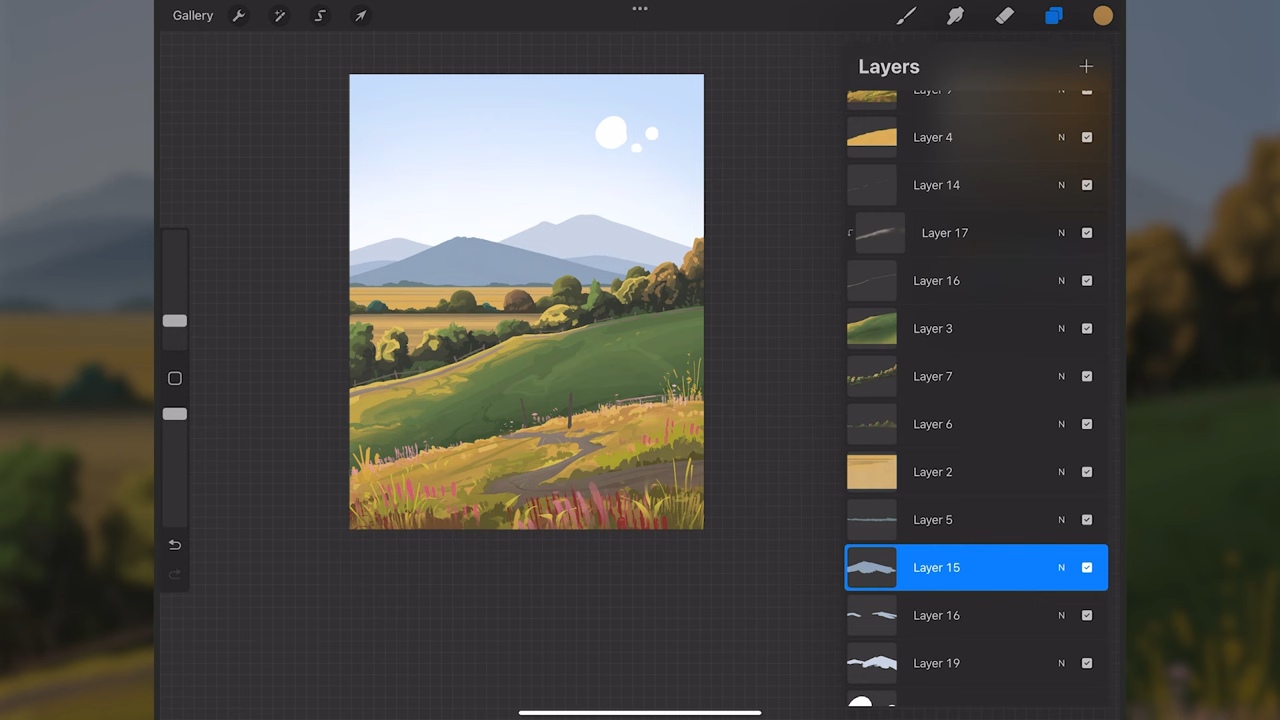 Gallery
Layers
Layer 4 N
Layer 14 N
Layer 17 N
Layer 16 N
Layer 3 N
Layer 7 N
Layer 6 N
Layer 2 N
Layer 5 N
Layer 15 N
Layer 16 N
Layer 19 N